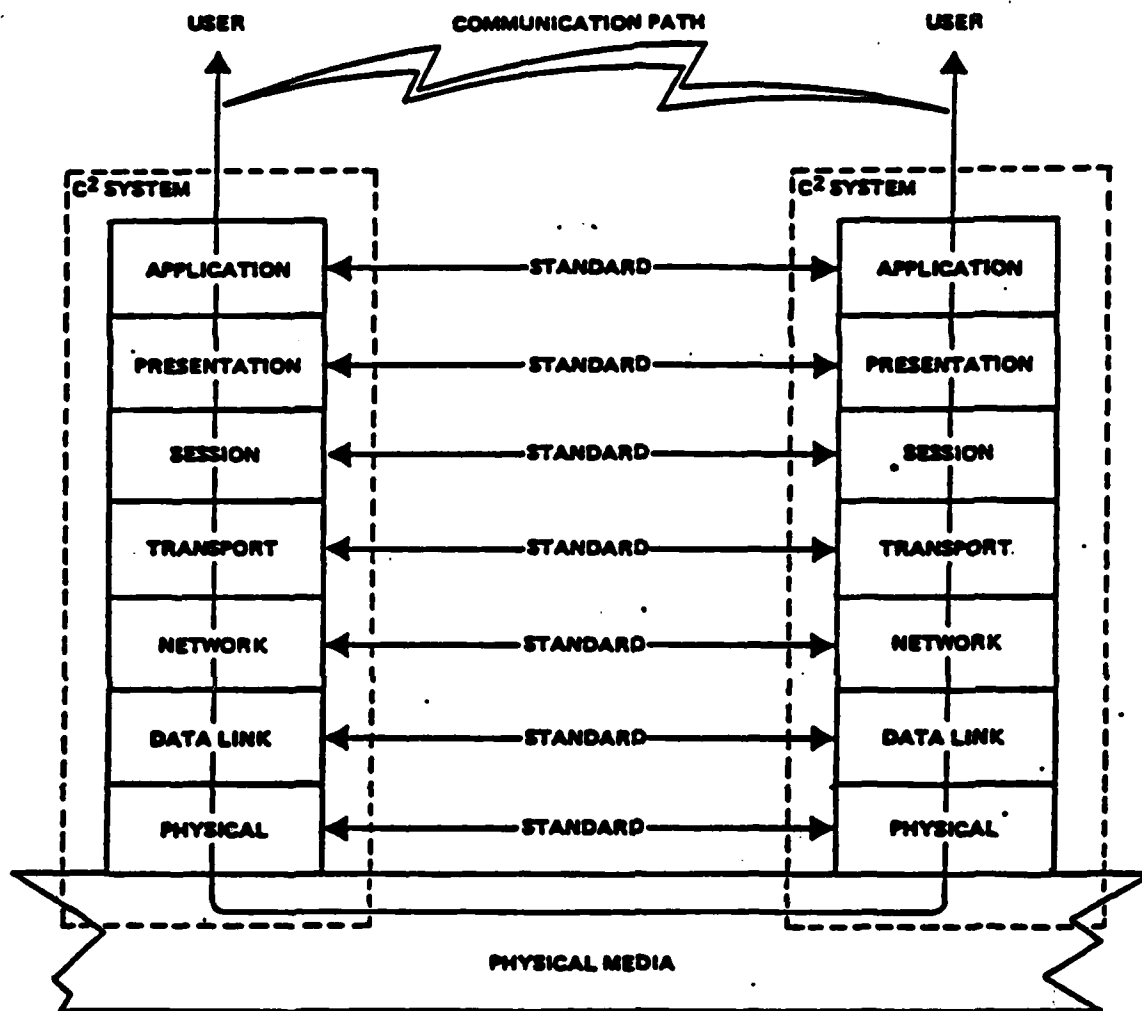 USER COMMUNICATION PATH USER
C² SYSTEM C² SYSTEM
APPLICATION STANDARD APPLICATION
PRESENTATION STANDARD PRESENTATION
SESSION STANDARD SESSION
TRANSPORT STANDARD TRANSPORT
NETWORK STANDARD NETWORK
DATA LINK STANDARD DATA LINK
PHYSICAL STANDARD PHYSICAL
PHYSICAL MEDIA